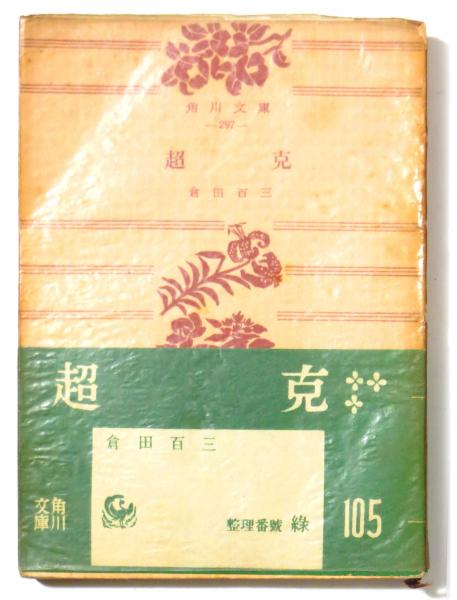 角川文庫
—297—
超克
倉田百三
超克
倉田百三
角川文庫
整理番號 綠
105